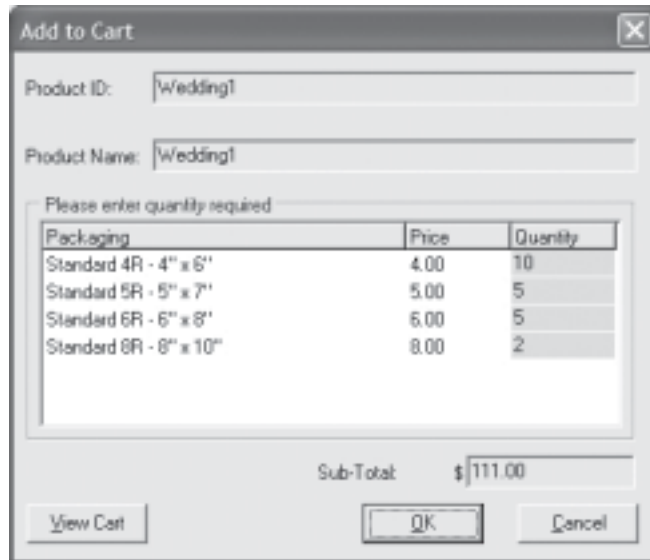 Add to Cart
Product ID: Wedding1
Product Name: Wedding1
Please enter quantity required
Packaging Price Quantity
Standard 4R - 4" x 6" 4.00 10
Standard 5R - 5" x 7" 5.00 5
Standard 6R - 6" x 8" 6.00 5
Standard 8R - 8" x 10" 8.00 2
Sub-Total: $ 111.00
View Cart OK Cancel